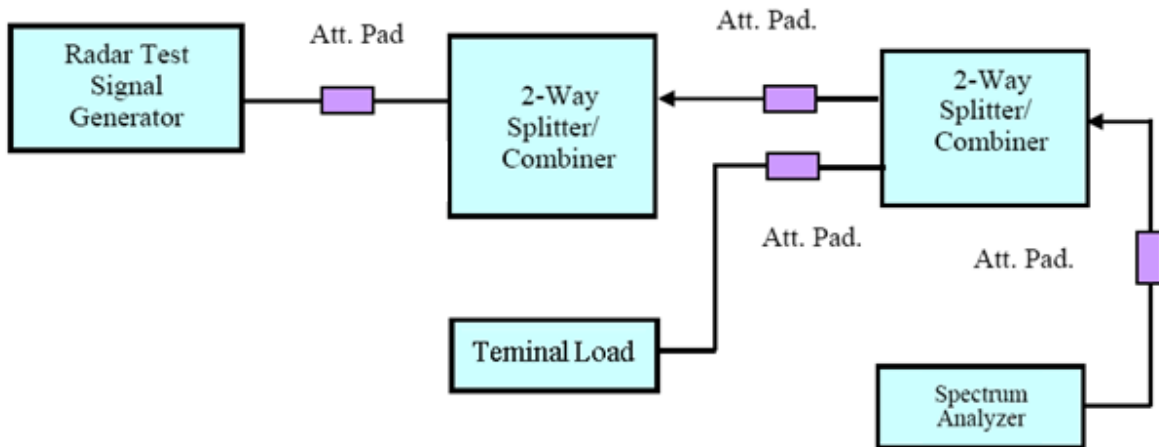 Radar Test
Signal
Generator
Att. Pad
2-Way
Splitter/
Combiner
Att. Pad.
2-Way
Splitter/
Combiner
Att. Pad.
Att. Pad.
Teminal Load
Spectrum
Analyzer